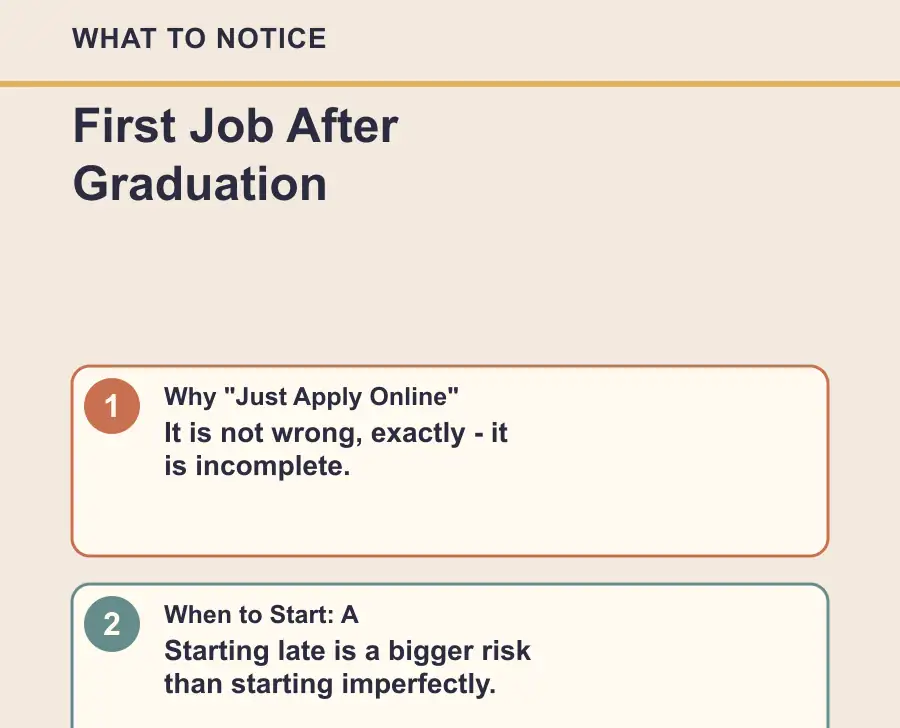 WHAT TO NOTICE
First Job After
Graduation
1
Why "Just Apply Online"
It is not wrong, exactly - it
is incomplete.
2
When to Start: A
Starting late is a bigger risk
than starting imperfectly.